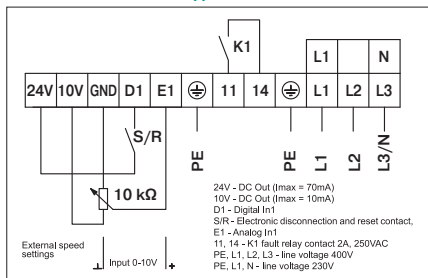 K1
L1 N
24V 10V GND D1 E1 11 14 L1 L2 L3
S/R
PE PE L1 L2 L3/N
10 kΩ
External speed
settings
⊥ Input 0-10V +
24V - DC Out (Imax = 70mA)
10V - DC Out (Imax = 10mA)
D1 - Digital In1
S/R - Electronic disconnection and reset contact,
E1 - Analog In1
11, 14 - K1 fault relay contact 2A, 250VAC
PE, L1, L2, L3 - line voltage 400V
PE, L1, N - line voltage 230V